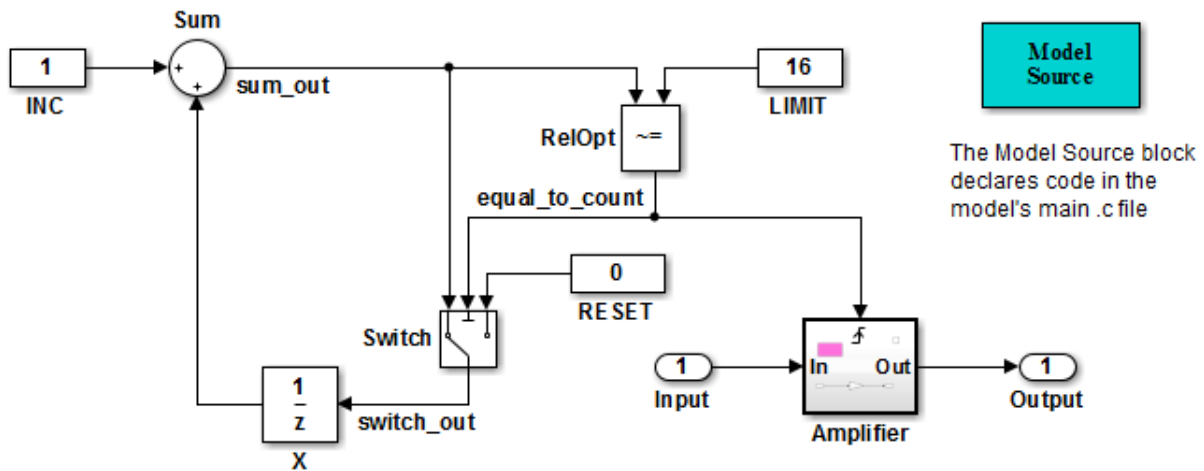 Sum
1
INC
+
+
sum_out
16
LIMIT
Model
Source
RelOpt
~=
The Model Source block
declares code in the
model's main .c file
equal_to_count
0
RESET
Switch
1
Input
In
Out
Amplifier
1
Output
1
z
X
switch_out